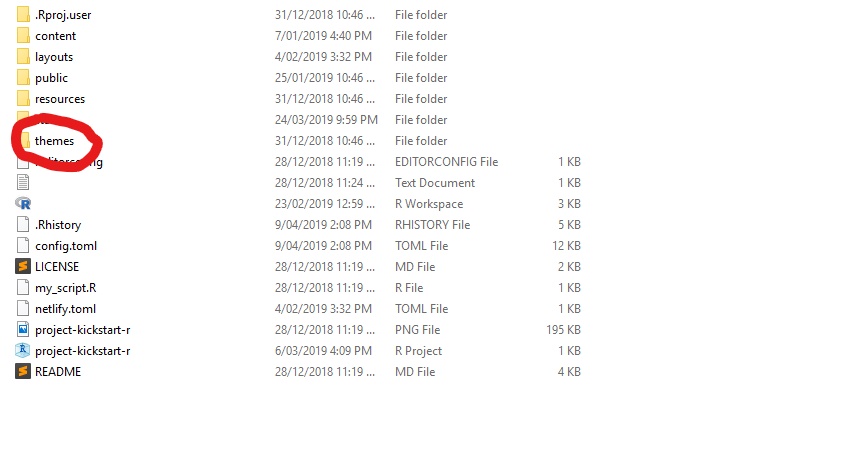 .Rproj.user 31/12/2018 10:46 ... File folder
content 7/01/2019 4:40 PM File folder
layouts 4/02/2019 3:32 PM File folder
public 25/01/2019 10:46 ... File folder
resources 31/12/2018 10:46 ... File folder
24/03/2019 9:59 PM File folder
themes 31/12/2018 10:46 ... File folder
28/12/2018 11:19 ... EDITORCONFIG File 1 KB
28/12/2018 11:24 ... Text Document 1 KB
23/02/2019 12:59 ... R Workspace 3 KB
.Rhistory 9/04/2019 2:08 PM RHISTORY File 5 KB
config.toml 9/04/2019 2:08 PM TOML File 12 KB
LICENSE 28/12/2018 11:19 ... MD File 2 KB
my_script.R 28/12/2018 11:19 ... R File 1 KB
netlify.toml 4/02/2019 3:32 PM TOML File 1 KB
project-kickstart-r 28/12/2018 11:19 ... PNG File 195 KB
project-kickstart-r 6/03/2019 4:09 PM R Project 1 KB
README 28/12/2018 11:19 ... MD File 4 KB